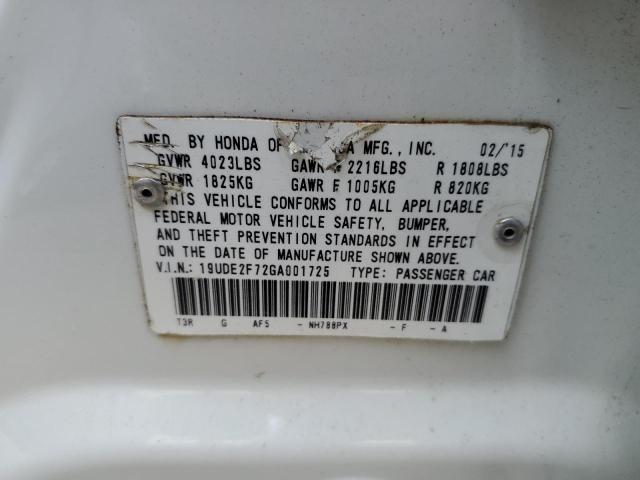 MFD. BY HONDA OF MFG., INC. 02/'15
GVWR 4023LBS GAWR F 2216LBS R 1808LBS
GVWR 1825KG GAWR F 1005KG R 820KG
THIS VEHICLE CONFORMS TO ALL APPLICABLE
FEDERAL MOTOR VEHICLE SAFETY, BUMPER,
AND THEFT PREVENTION STANDARDS IN EFFECT
ON THE DATE OF MANUFACTURE SHOWN ABOVE.
V.I.N.: 19UDE2F72GA001725 TYPE: PASSENGER CAR
T3R G AF5 - NH788PX - F - A